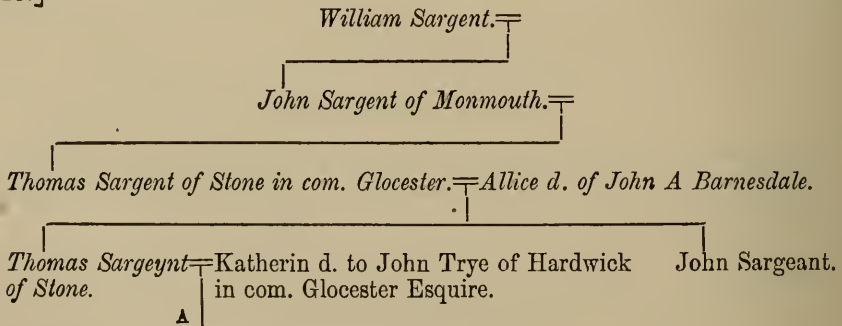 William Sargent.
John Sargent of Monmouth.
Thomas Sargent of Stone in com. Glocester. Allice d. of John A Barnesdale.
Thomas Sargeynt Katherin d. to John Trye of Hardwick John Sargeant.
of Stone. in com. Glocester Esquire.
A